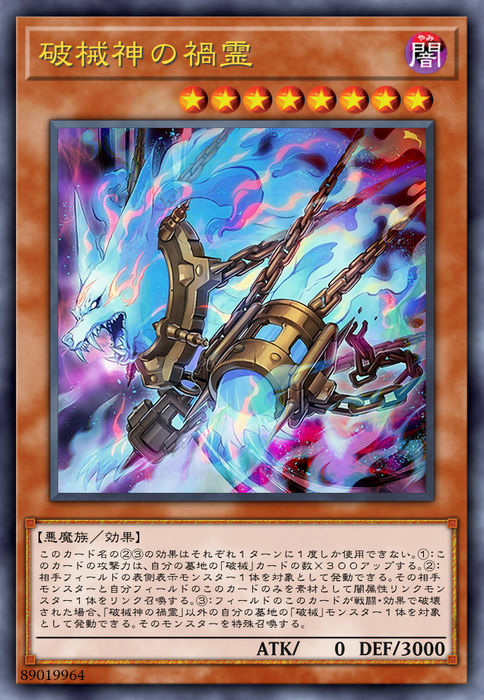 破械神の禍霊
やみ
闇
【悪魔族／効果】
このカード名の②③の効果はそれぞれ1ターンに1度しか使用できない。①:こ
のカードの攻撃力は、自分の墓地の「破械」カードの数×300アップする。②:
相手フィールドの表側表示モンスター1体を対象として発動できる。その相手
モンスターと自分フィールドのこのカードのみを素材として闇属性リンクモン
スター1体をリンク召喚する。③:フィールドのこのカードが戦闘・効果で破壊
された場合、「破械神の禍霊」以外の自分の墓地の「破械」モンスター1体を対象
として発動できる。そのモンスターを特殊召喚する。
ATK/ 0 DEF/3000
89019964